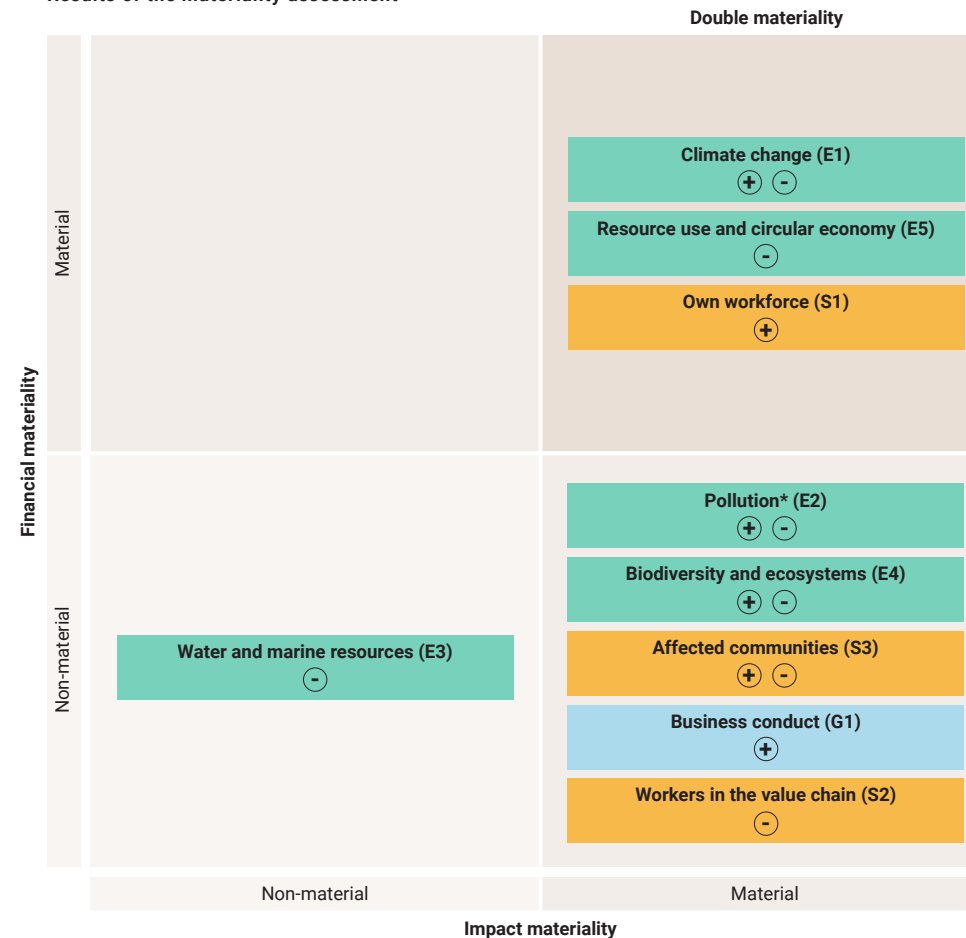 Double materiality
Climate change (E1)
+ -
Resource use and circular economy (E5)
-
Own workforce (S1)
+
Material
Financial materiality
Pollution* (E2)
+ -
Biodiversity and ecosystems (E4)
+ -
Affected communities (S3)
+ -
Business conduct (G1)
+
Workers in the value chain (S2)
-
Water and marine resources (E3)
-
Non-material
Non-material
Material
Impact materiality